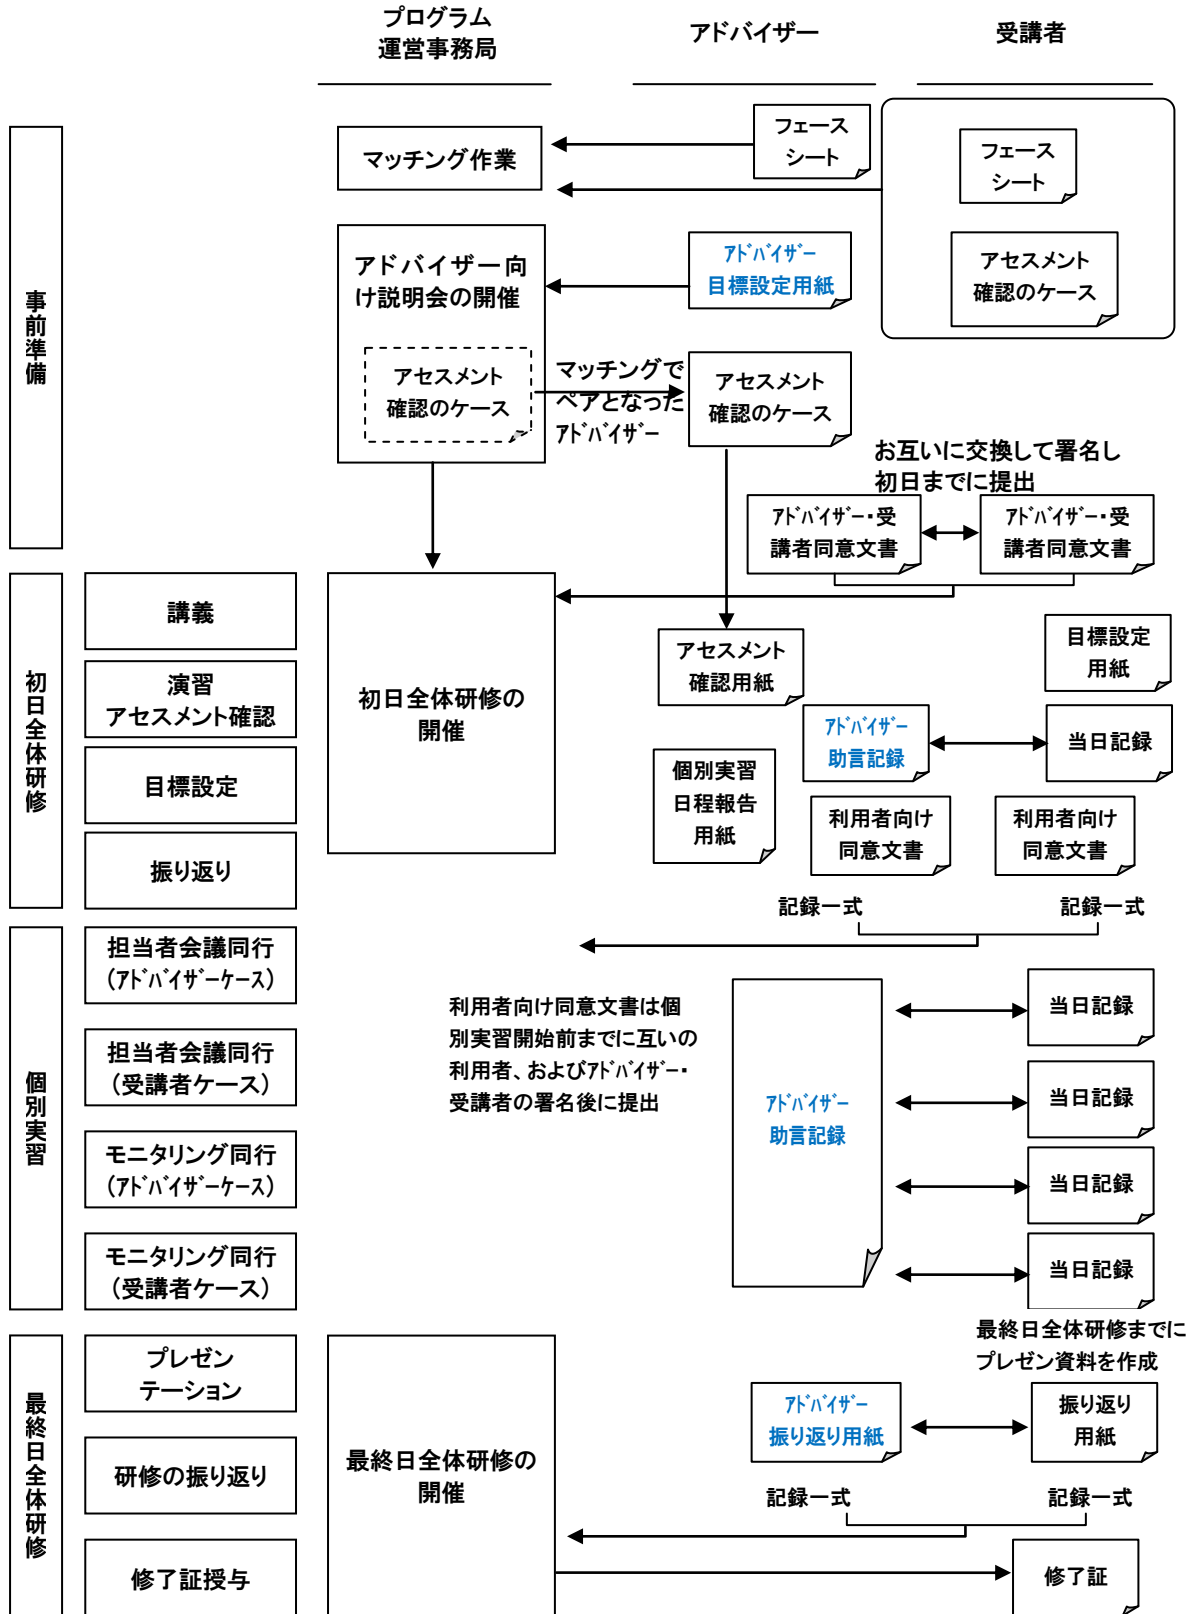 プログラム
運営事務局
アドバイザー
受講者
事前準備
マッチング作業
フェース
シート
フェース
シート
アセスメント
確認のケース
アドバイザー向
け説明会の開催
ｱﾄﾞﾊﾞｲｻﾞｰ
目標設定用紙
アセスメント
確認のケース
マッチングで
ペアとなった
ｱﾄﾞﾊﾞｲｻﾞｰ
アセスメント
確認のケース
お互いに交換して署名し
初日までに提出
ｱﾄﾞﾊﾞｲｻﾞｰ・受
講者同意文書
ｱﾄﾞﾊﾞｲｻﾞｰ・受
講者同意文書
初日全体研修
講義
演習
アセスメント確認
目標設定
振り返り
初日全体研修の
開催
アセスメント
確認用紙
目標設定
用紙
ｱﾄﾞﾊﾞｲｻﾞｰ
助言記録
当日記録
個別実習
日程報告
用紙
利用者向け
同意文書
利用者向け
同意文書
記録一式
記録一式
個別実習
担当者会議同行
（ｱﾄﾞﾊﾞｲｻﾞｰケース）
担当者会議同行
（受講者ケース）
モニタリング同行
（ｱﾄﾞﾊﾞｲｻﾞｰケース）
モニタリング同行
（受講者ケース）
利用者向け同意文書は個
別実習開始前までに互いの
利用者、およびｱﾄﾞﾊﾞｲｻﾞｰ・
受講者の署名後に提出
ｱﾄﾞﾊﾞｲｻﾞｰ
助言記録
当日記録
当日記録
当日記録
当日記録
最終日全体研修
プレゼン
テーション
研修の振り返り
修了証授与
最終日全体研修の
開催
最終日全体研修までに
プレゼン資料を作成
ｱﾄﾞﾊﾞｲｻﾞｰ
振り返り用紙
振り返り
用紙
記録一式
記録一式
修了証